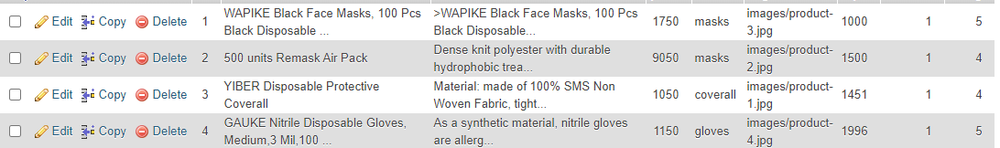 Edit Copy Delete 1 WAPIKE Black Face Masks, 100 Pcs >WAPIKE Black Face Masks, 100 Pcs 1750 masks images/product- 1000 1 5
Black Disposable ... Black Disposable... 3.jpg
Edit Copy Delete 2 500 units Remask Air Pack Dense knit polyester with durable 9050 masks images/product- 1500 1 4
hydrophobic trea... 2.jpg
Edit Copy Delete 3 YIBER Disposable Protective Material: made of 100% SMS Non 1050 coverall images/product- 1451 1 4
Coverall Woven Fabric, tight... 1.jpg
Edit Copy Delete 4 GAUKE Nitrile Disposable Gloves, As a synthetic material, nitrile gloves 1150 gloves images/product- 1996 1 5
Medium,3 Mil,100 ... are allerg... 4.jpg